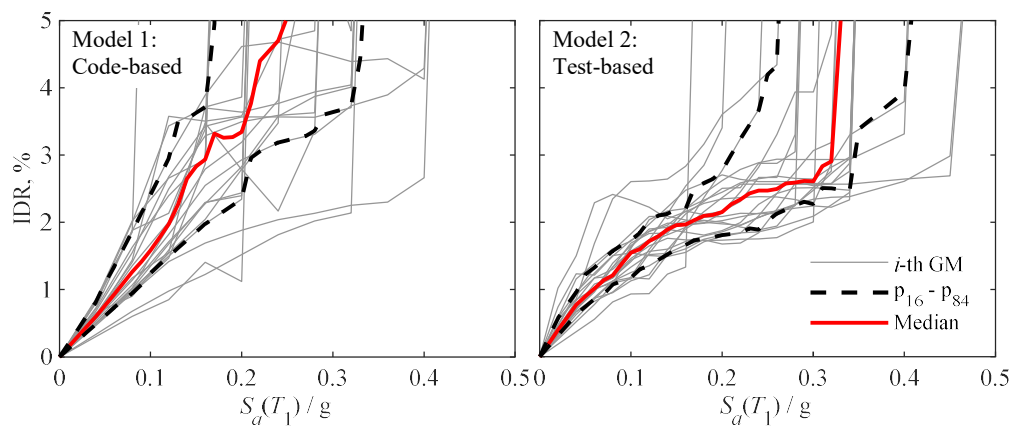 Model 1:
Code-based
IDR, %
5
4
3
2
1
0
0
0.1
0.2
0.3
0.4
0.5
Sa(T1) / g
Model 2:
Test-based
i-th GM
p16 - p84
Median
0
0.1
0.2
0.3
0.4
0.5
Sa(T1) / g